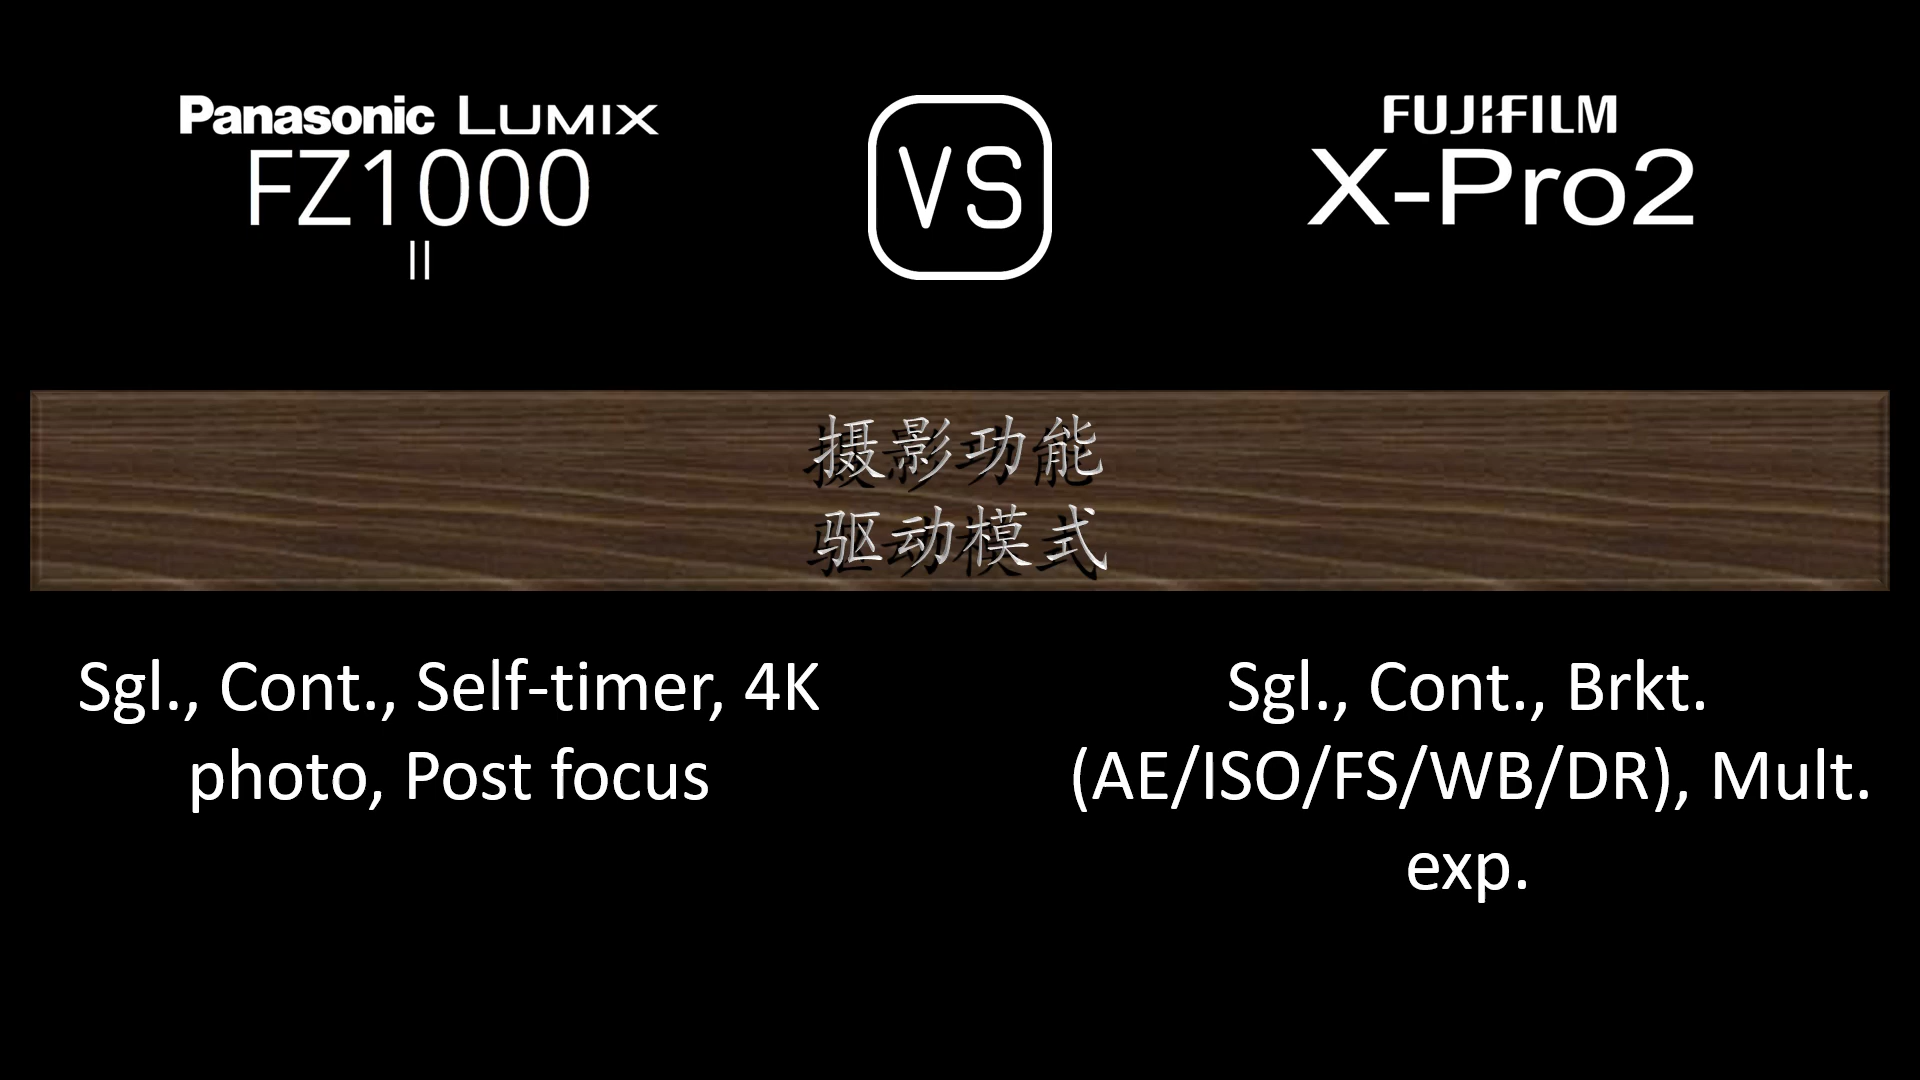 Panasonic LUMIX
FZ1000
II
VS
FUJIFILM
X-Pro2
摄影功能
驱动模式
Sgl., Cont., Self-timer, 4K
photo, Post focus
Sgl., Cont., Brkt.
(AE/ISO/FS/WB/DR), Mult.
exp.